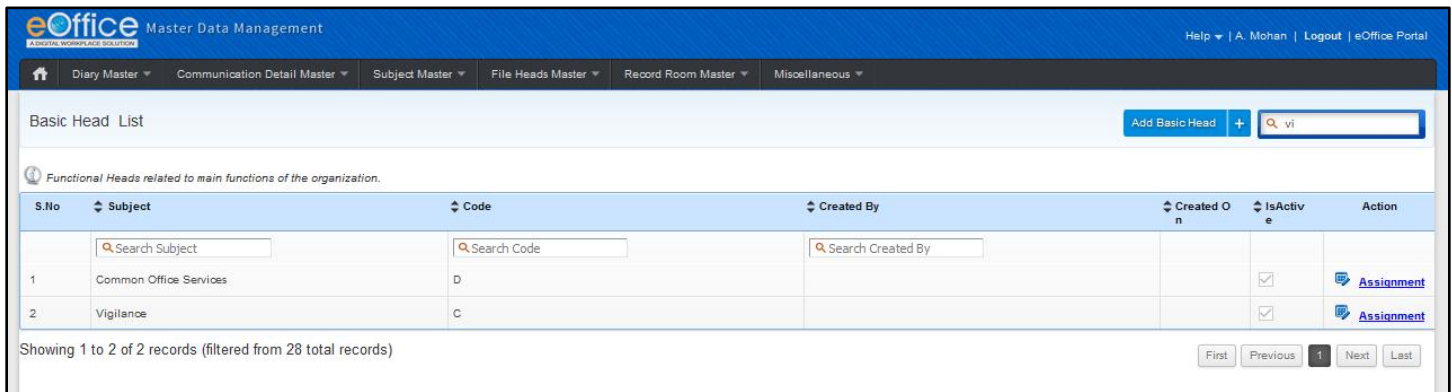 eOffice Master Data Management
A DIGITAL WORKPLACE SOLUTION
Help | A. Mohan | Logout | eOffice Portal
Diary Master Communication Detail Master Subject Master File Heads Master Record Room Master Miscellaneous
Basic Head List Add Basic Head + vi
Functional Heads related to main functions of the organization.
S.No Subject Code Created By Created O IsActiv Action
n e
Search Subject Search Code Search Created By
1 Common Office Services D Assignment
2 Vigilance C Assignment
Showing 1 to 2 of 2 records (filtered from 28 total records) First Previous 1 Next Last